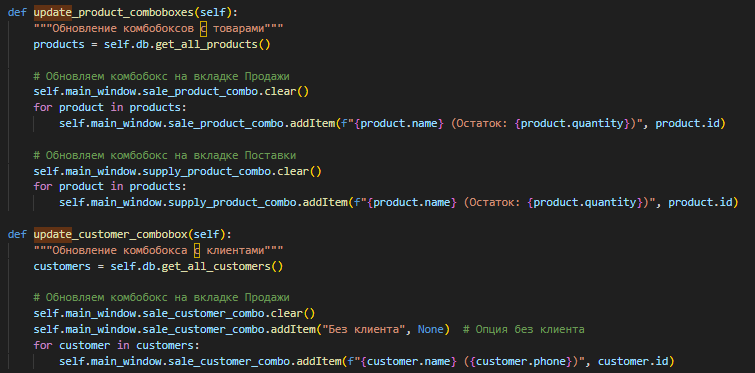 def update_product_comboboxes(self):
    """Обновление комбобоксов с товарами"""
    products = self.db.get_all_products()

    # Обновляем комбобокс на вкладке Продажи
    self.main_window.sale_product_combo.clear()
    for product in products:
        self.main_window.sale_product_combo.addItem(f"{product.name} (Остаток: {product.quantity})", product.id)

    # Обновляем комбобокс на вкладке Поставки
    self.main_window.supply_product_combo.clear()
    for product in products:
        self.main_window.supply_product_combo.addItem(f"{product.name} (Остаток: {product.quantity})", product.id)

def update_customer_combobox(self):
    """Обновление комбобокса с клиентами"""
    customers = self.db.get_all_customers()

    # Обновляем комбобокс на вкладке Продажи
    self.main_window.sale_customer_combo.clear()
    self.main_window.sale_customer_combo.addItem("Без клиента", None)  # Опция без клиента
    for customer in customers:
        self.main_window.sale_customer_combo.addItem(f"{customer.name} ({customer.phone})", customer.id)